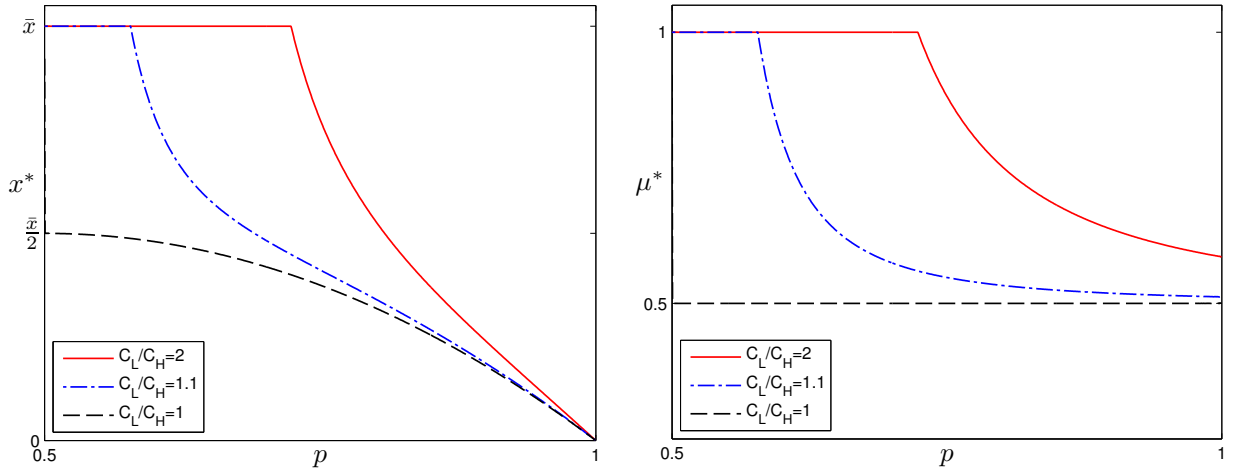 x̄
x*
x̄/2
0
0.5
p
1
C_L/C_H=2
C_L/C_H=1.1
C_L/C_H=1
1
μ*
0.5
0.5
p
1
C_L/C_H=2
C_L/C_H=1.1
C_L/C_H=1